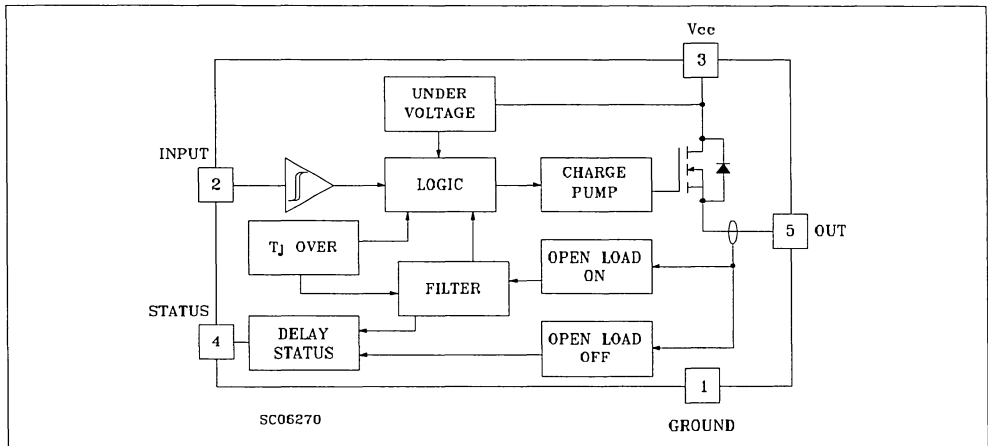 Vcc
3
UNDER
VOLTAGE
INPUT
2
LOGIC
CHARGE
PUMP
5 OUT
TJ OVER
OPEN LOAD
ON
FILTER
STATUS
4
DELAY
STATUS
OPEN LOAD
OFF
1
SC06270
GROUND